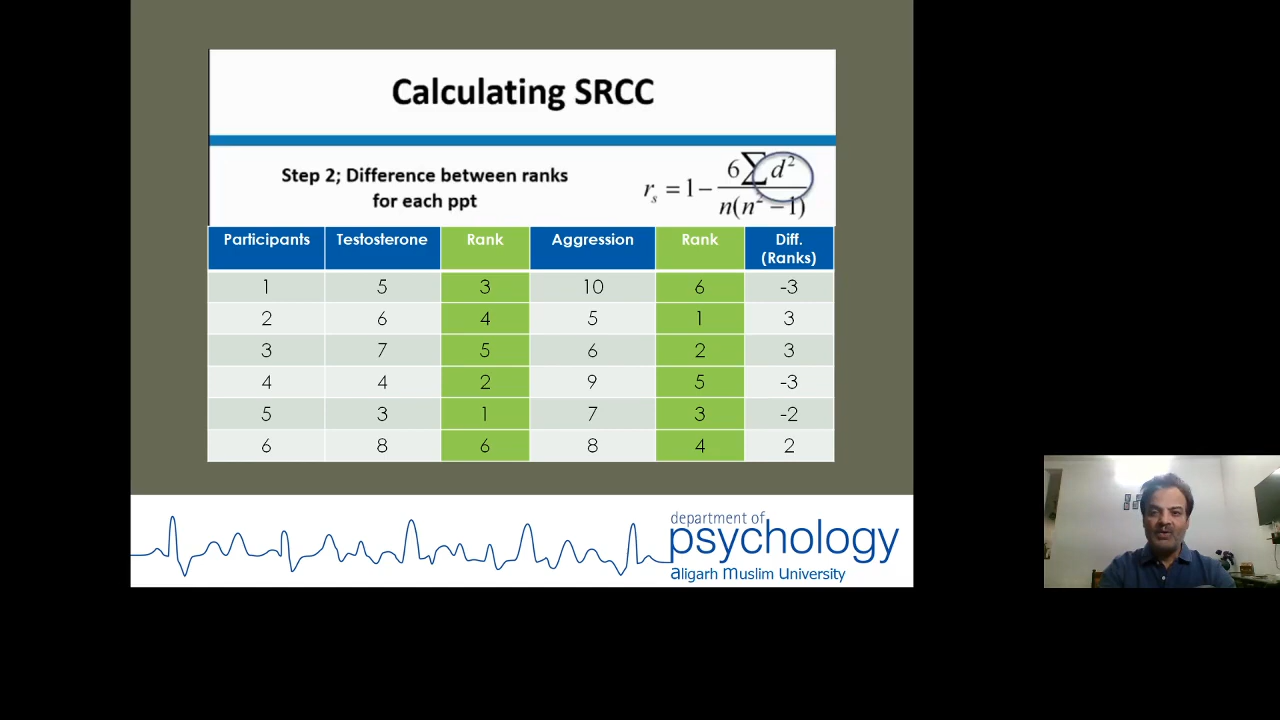 Calculating SRCC
Step 2; Difference between ranks
for each ppt
r_s = 1 − 6∑d² / n(n² − 1)
Participants Testosterone Rank Aggression Rank Diff. (Ranks)
1 5 3 10 6 -3
2 6 4 5 1 3
3 7 5 6 2 3
4 4 2 9 5 -3
5 3 1 7 3 -2
6 8 6 8 4 2
department of
psychology
aligarh muslim university